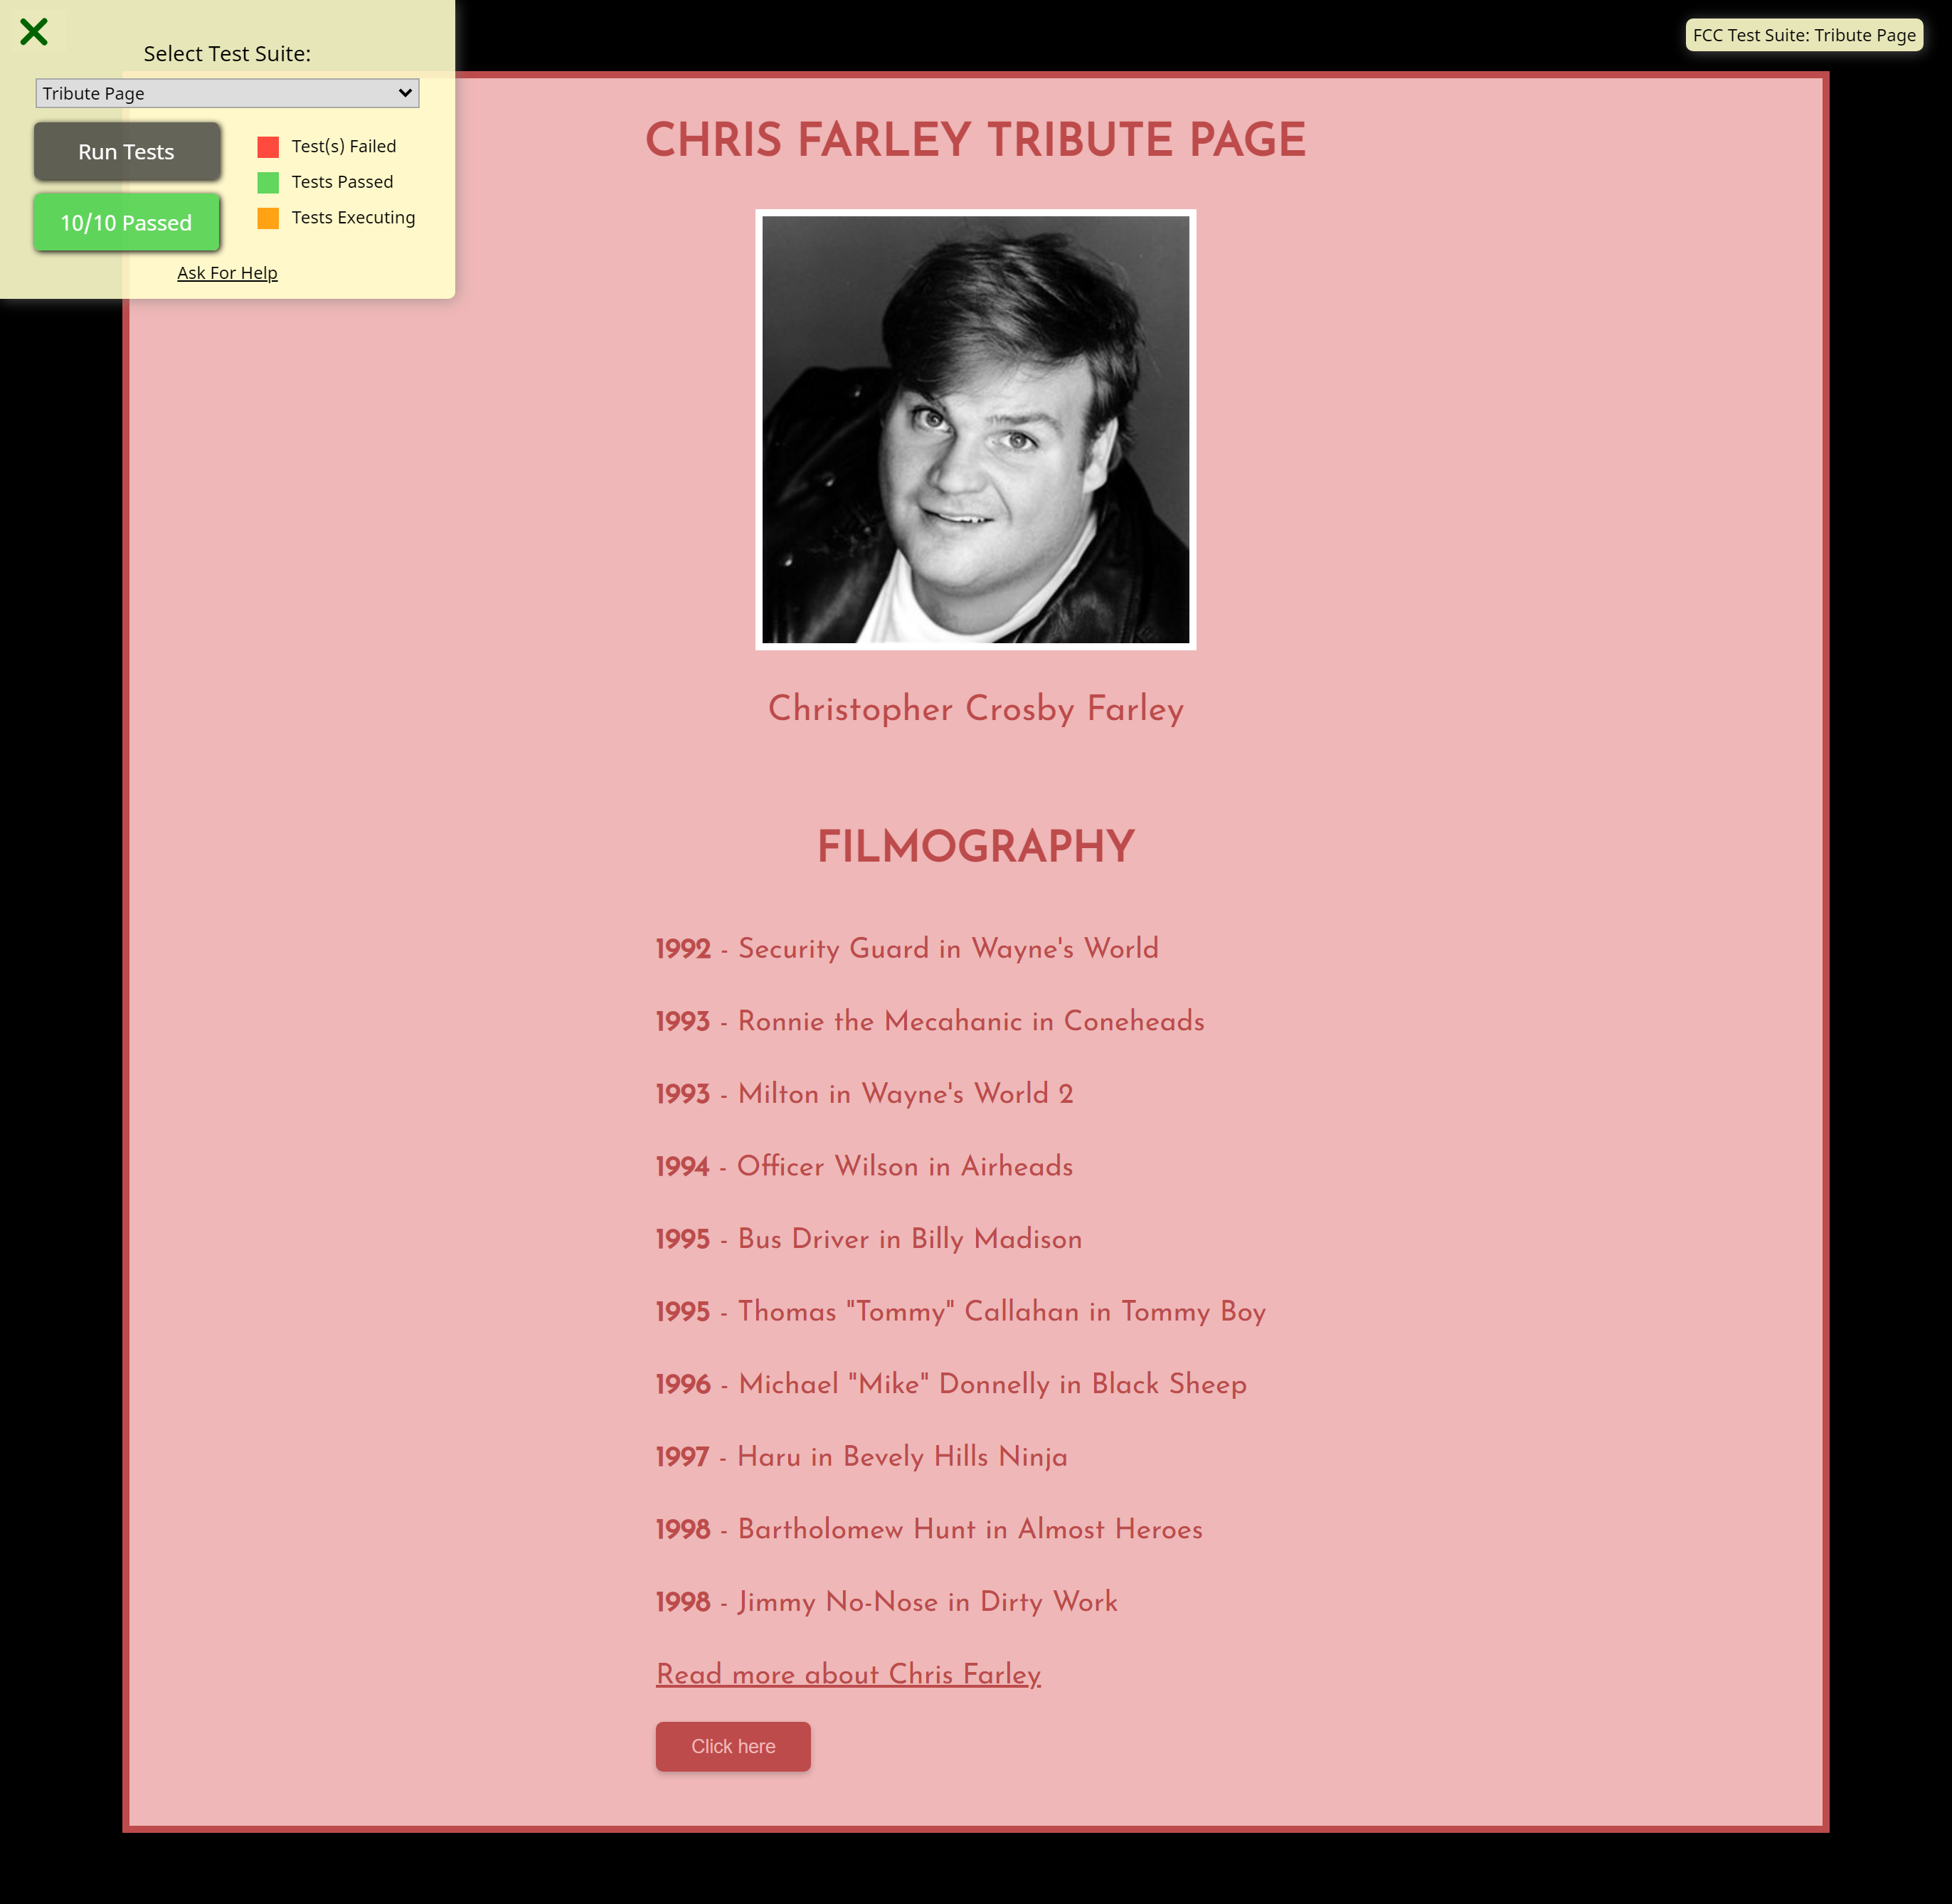 Select Test Suite:
FCC Test Suite: Tribute Page
Tribute Page
Run Tests
Test(s) Failed
Tests Passed
10/10 Passed
Tests Executing
Ask For Help
CHRIS FARLEY TRIBUTE PAGE
Christopher Crosby Farley
FILMOGRAPHY
1992 - Security Guard in Wayne's World
1993 - Ronnie the Mecahanic in Coneheads
1993 - Milton in Wayne's World 2
1994 - Officer Wilson in Airheads
1995 - Bus Driver in Billy Madison
1995 - Thomas "Tommy" Callahan in Tommy Boy
1996 - Michael "Mike" Donnelly in Black Sheep
1997 - Haru in Bevely Hills Ninja
1998 - Bartholomew Hunt in Almost Heroes
1998 - Jimmy No-Nose in Dirty Work
Read more about Chris Farley
Click here